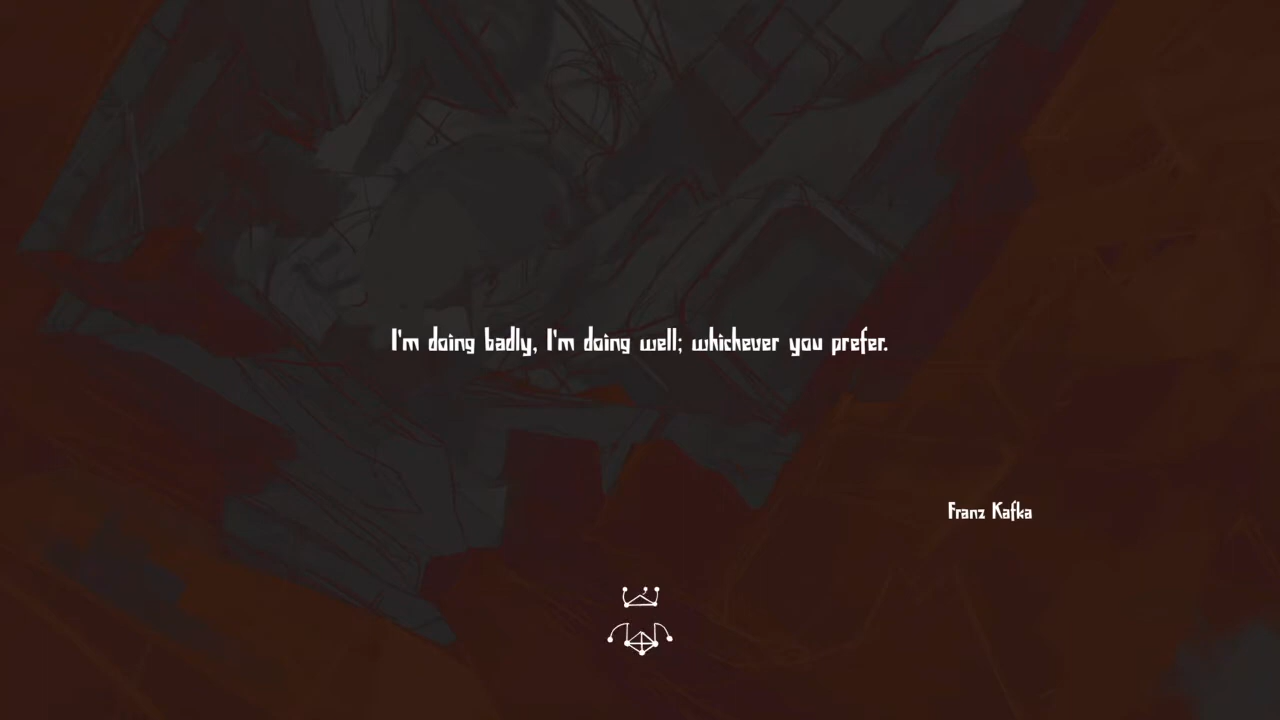 I'm doing badly, I'm doing well; whichever you prefer.
Franz Kafka